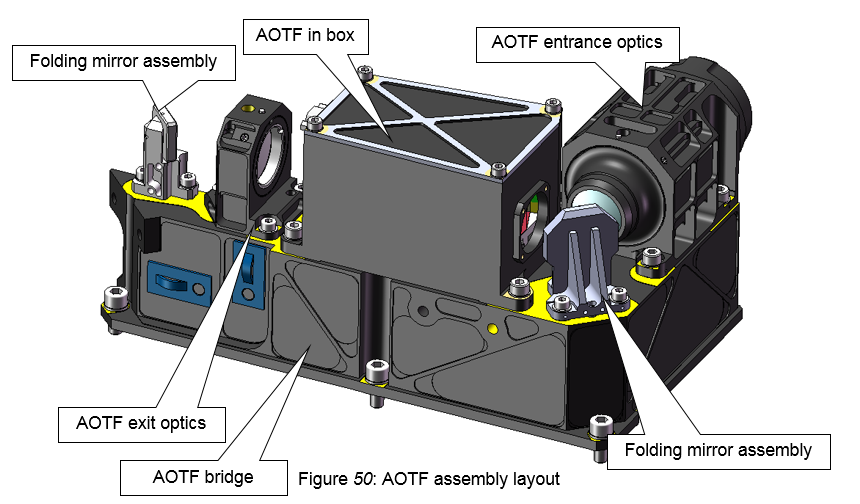 AOTF in box
AOTF entrance optics
Folding mirror assembly
AOTF exit optics
Folding mirror assembly
AOTF bridge
Figure 50: AOTF assembly layout